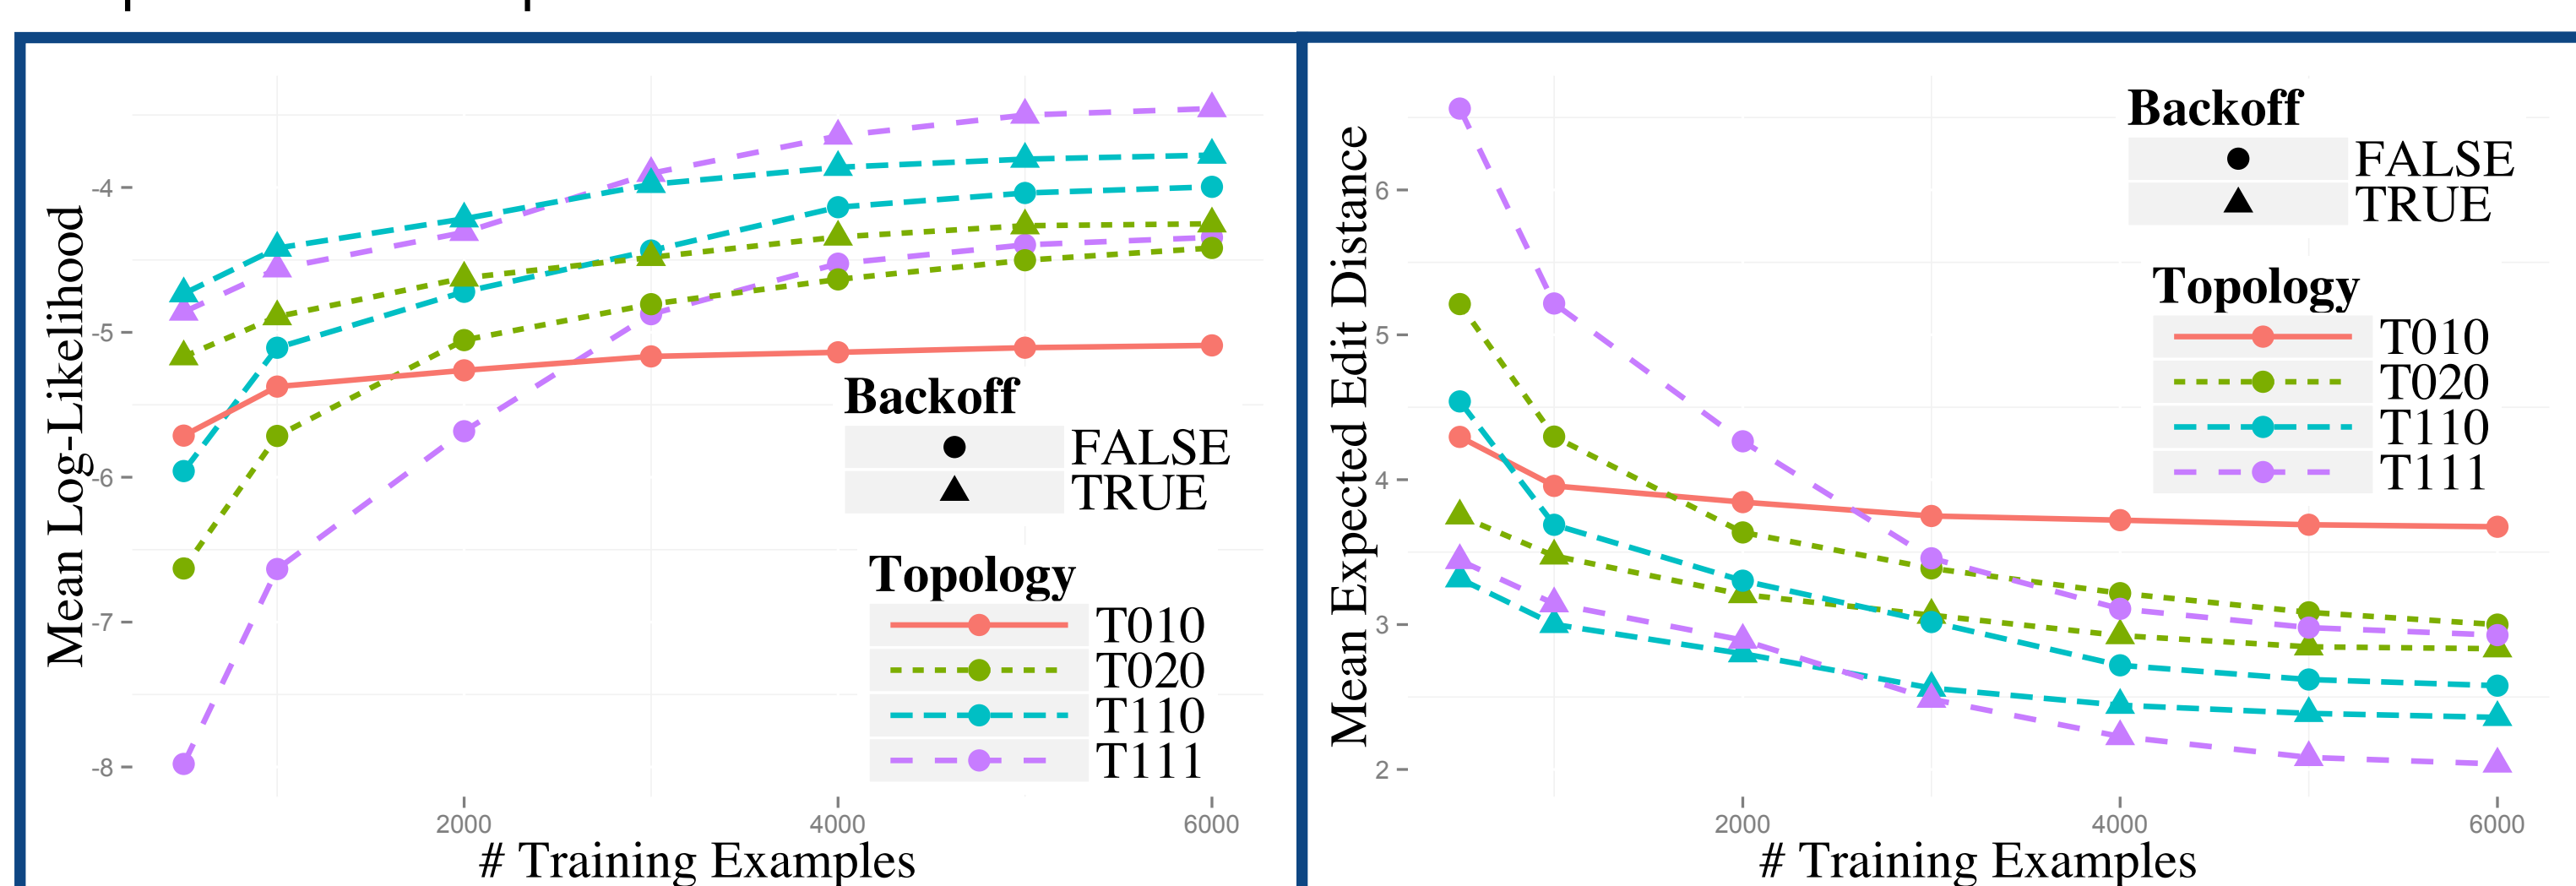 Mean Log-Likelihood
-4
-5
-6
-7
-8
Backoff
FALSE
TRUE
Topology
T010
T020
T110
T111
2000
4000
6000
# Training Examples
Mean Expected Edit Distance
6
5
4
3
2
Backoff
FALSE
TRUE
Topology
T010
T020
T110
T111
2000
4000
6000
# Training Examples